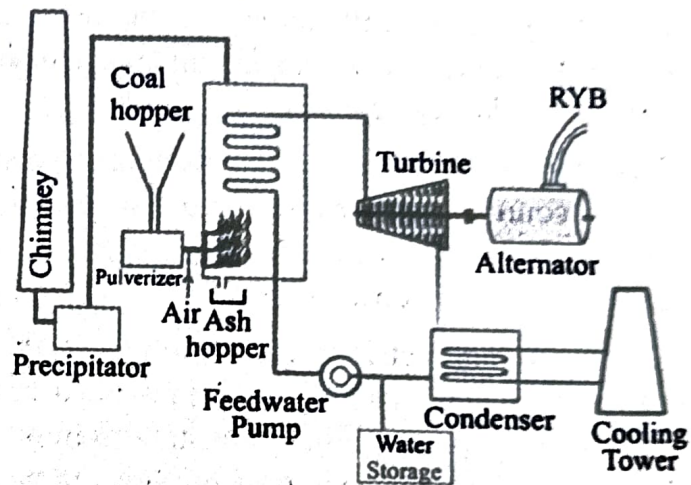 Coal
hopper
RYB
Turbine
Chimney
Pulverizer
Alternator
Air
Ash
hopper
Precipitator
Feedwater
Pump
Condenser
Water
Storage
Cooling
Tower